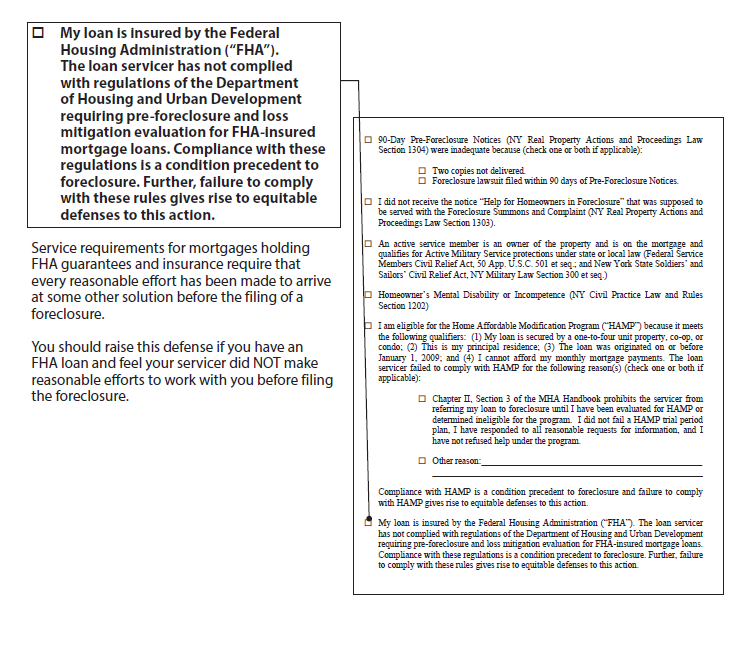 ☐ My loan is insured by the Federal
Housing Administration (“FHA”).
The loan servicer has not complied
with regulations of the Department
of Housing and Urban Development
requiring pre-foreclosure and loss
mitigation evaluation for FHA-insured
mortgage loans. Compliance with these
regulations is a condition precedent to
foreclosure. Further, failure to comply
with these rules gives rise to equitable
defenses to this action.
Service requirements for mortgages holding
FHA guarantees and insurance require that
every reasonable effort has been made to arrive
at some other solution before the filing of a
foreclosure.
You should raise this defense if you have an
FHA loan and feel your servicer did NOT make
reasonable efforts to work with you before filing
the foreclosure.
☐ 90-Day Pre-Foreclosure Notices (NY Real Property Actions and Proceedings Law
Section 1304) were inadequate because (check one or both if applicable):
☐ Two copies not delivered.
☐ Foreclosure lawsuit filed within 90 days of Pre-Foreclosure Notices.
☐ I did not receive the notice “Help for Homeowners in Foreclosure” that was supposed to
be served with the Foreclosure Summons and Complaint (NY Real Property Actions and
Proceedings Law Section 1303).
☐ An active service member is an owner of the property and is on the mortgage and
qualifies for Active Military Service protections under state or local law (Federal Service
Members Civil Relief Act, 50 App. U.S.C. 501 et seq.; and New York State Soldiers’ and
Sailors’ Civil Relief Act, NY Military Law Section 300 et seq.)
☐ Homeowner’s Mental Disability or Incompetence (NY Civil Practice Law and Rules
Section 1202)
☐ I am eligible for the Home Affordable Modification Program (“HAMP”) because it meets
the following qualifiers: (1) My loan is secured by a one-to-four unit property, co-op, or
condo; (2) This is my principal residence; (3) The loan was originated on or before
January 1, 2009; and (4) I cannot afford my monthly mortgage payments. The loan
servicer failed to comply with HAMP for the following reason(s) (check one or both if
applicable):
☐ Chapter II, Section 3 of the MHA Handbook prohibits the servicer from
referring my loan to foreclosure until I have been evaluated for HAMP or
determined ineligible for the program. I did not fail a HAMP trial period
plan, I have responded to all reasonable requests for information, and I
have not refused help under the program.
☐ Other reason:
Compliance with HAMP is a condition precedent to foreclosure and failure to comply
with HAMP gives rise to equitable defenses to this action.
☐ My loan is insured by the Federal Housing Administration (“FHA”). The loan servicer
has not complied with regulations of the Department of Housing and Urban Development
requiring pre-foreclosure and loss mitigation evaluation for FHA-insured mortgage loans.
Compliance with these regulations is a condition precedent to foreclosure. Further, failure
to comply with these rules gives rise to equitable defenses to this action.